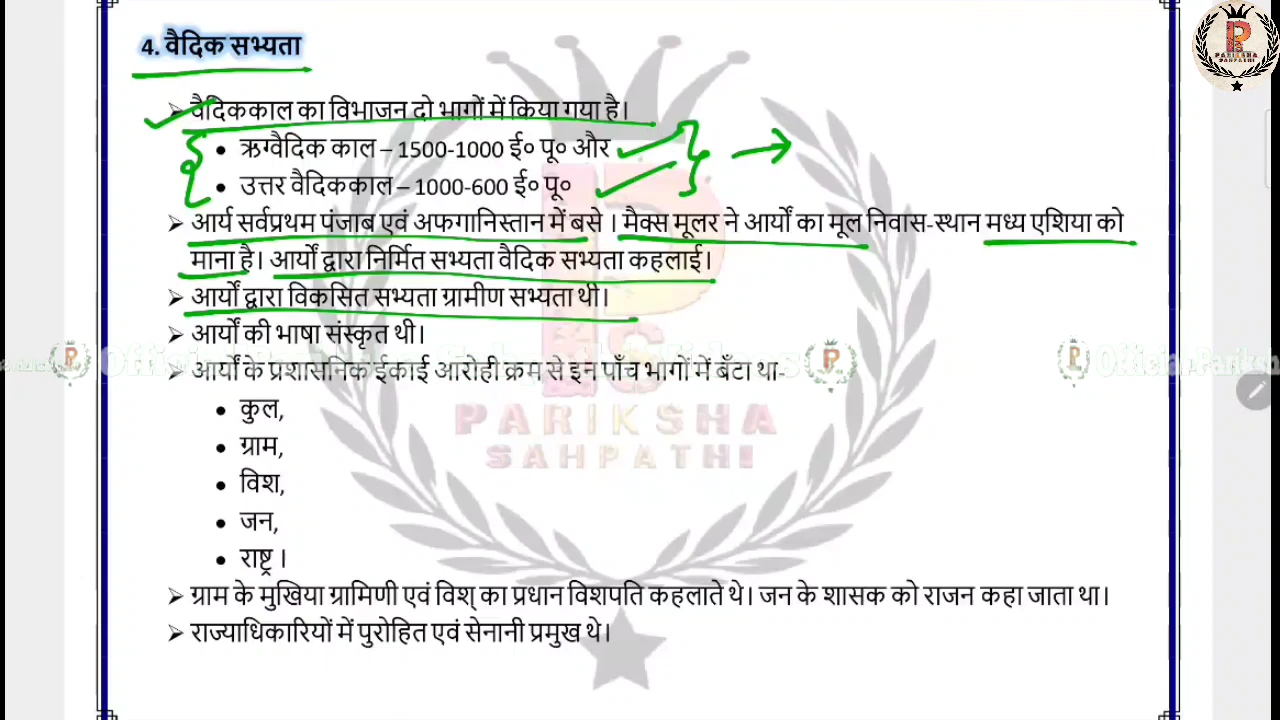 PARIKSHA
SAHPATHI
4. वैदिक सभ्यता
➢ वैदिककाल का विभाजन दो भागों में किया गया है।
• ऋग्वैदिक काल – 1500-1000 ई० पू० और
• उत्तर वैदिककाल – 1000-600 ई० पू०
➢ आर्य सर्वप्रथम पंजाब एवं अफगानिस्तान में बसे । मैक्स मूलर ने आर्यों का मूल निवास-स्थान मध्य एशिया को
माना है। आर्यों द्वारा निर्मित सभ्यता वैदिक सभ्यता कहलाई।
➢ आर्यों द्वारा विकसित सभ्यता ग्रामीण सभ्यता थी।
➢ आर्यों की भाषा संस्कृत थी।
➢ आर्यों के प्रशासनिक ईकाई आरोही क्रम से इन पाँच भागों में बँटा था-
• कुल,
• ग्राम,
• विश,
• जन,
• राष्ट्र ।
➢ ग्राम के मुखिया ग्रामिणी एवं विश् का प्रधान विशपति कहलाते थे। जन के शासक को राजन कहा जाता था।
➢ राज्याधिकारियों में पुरोहित एवं सेनानी प्रमुख थे।
PARIKSHA
SAHPATHI